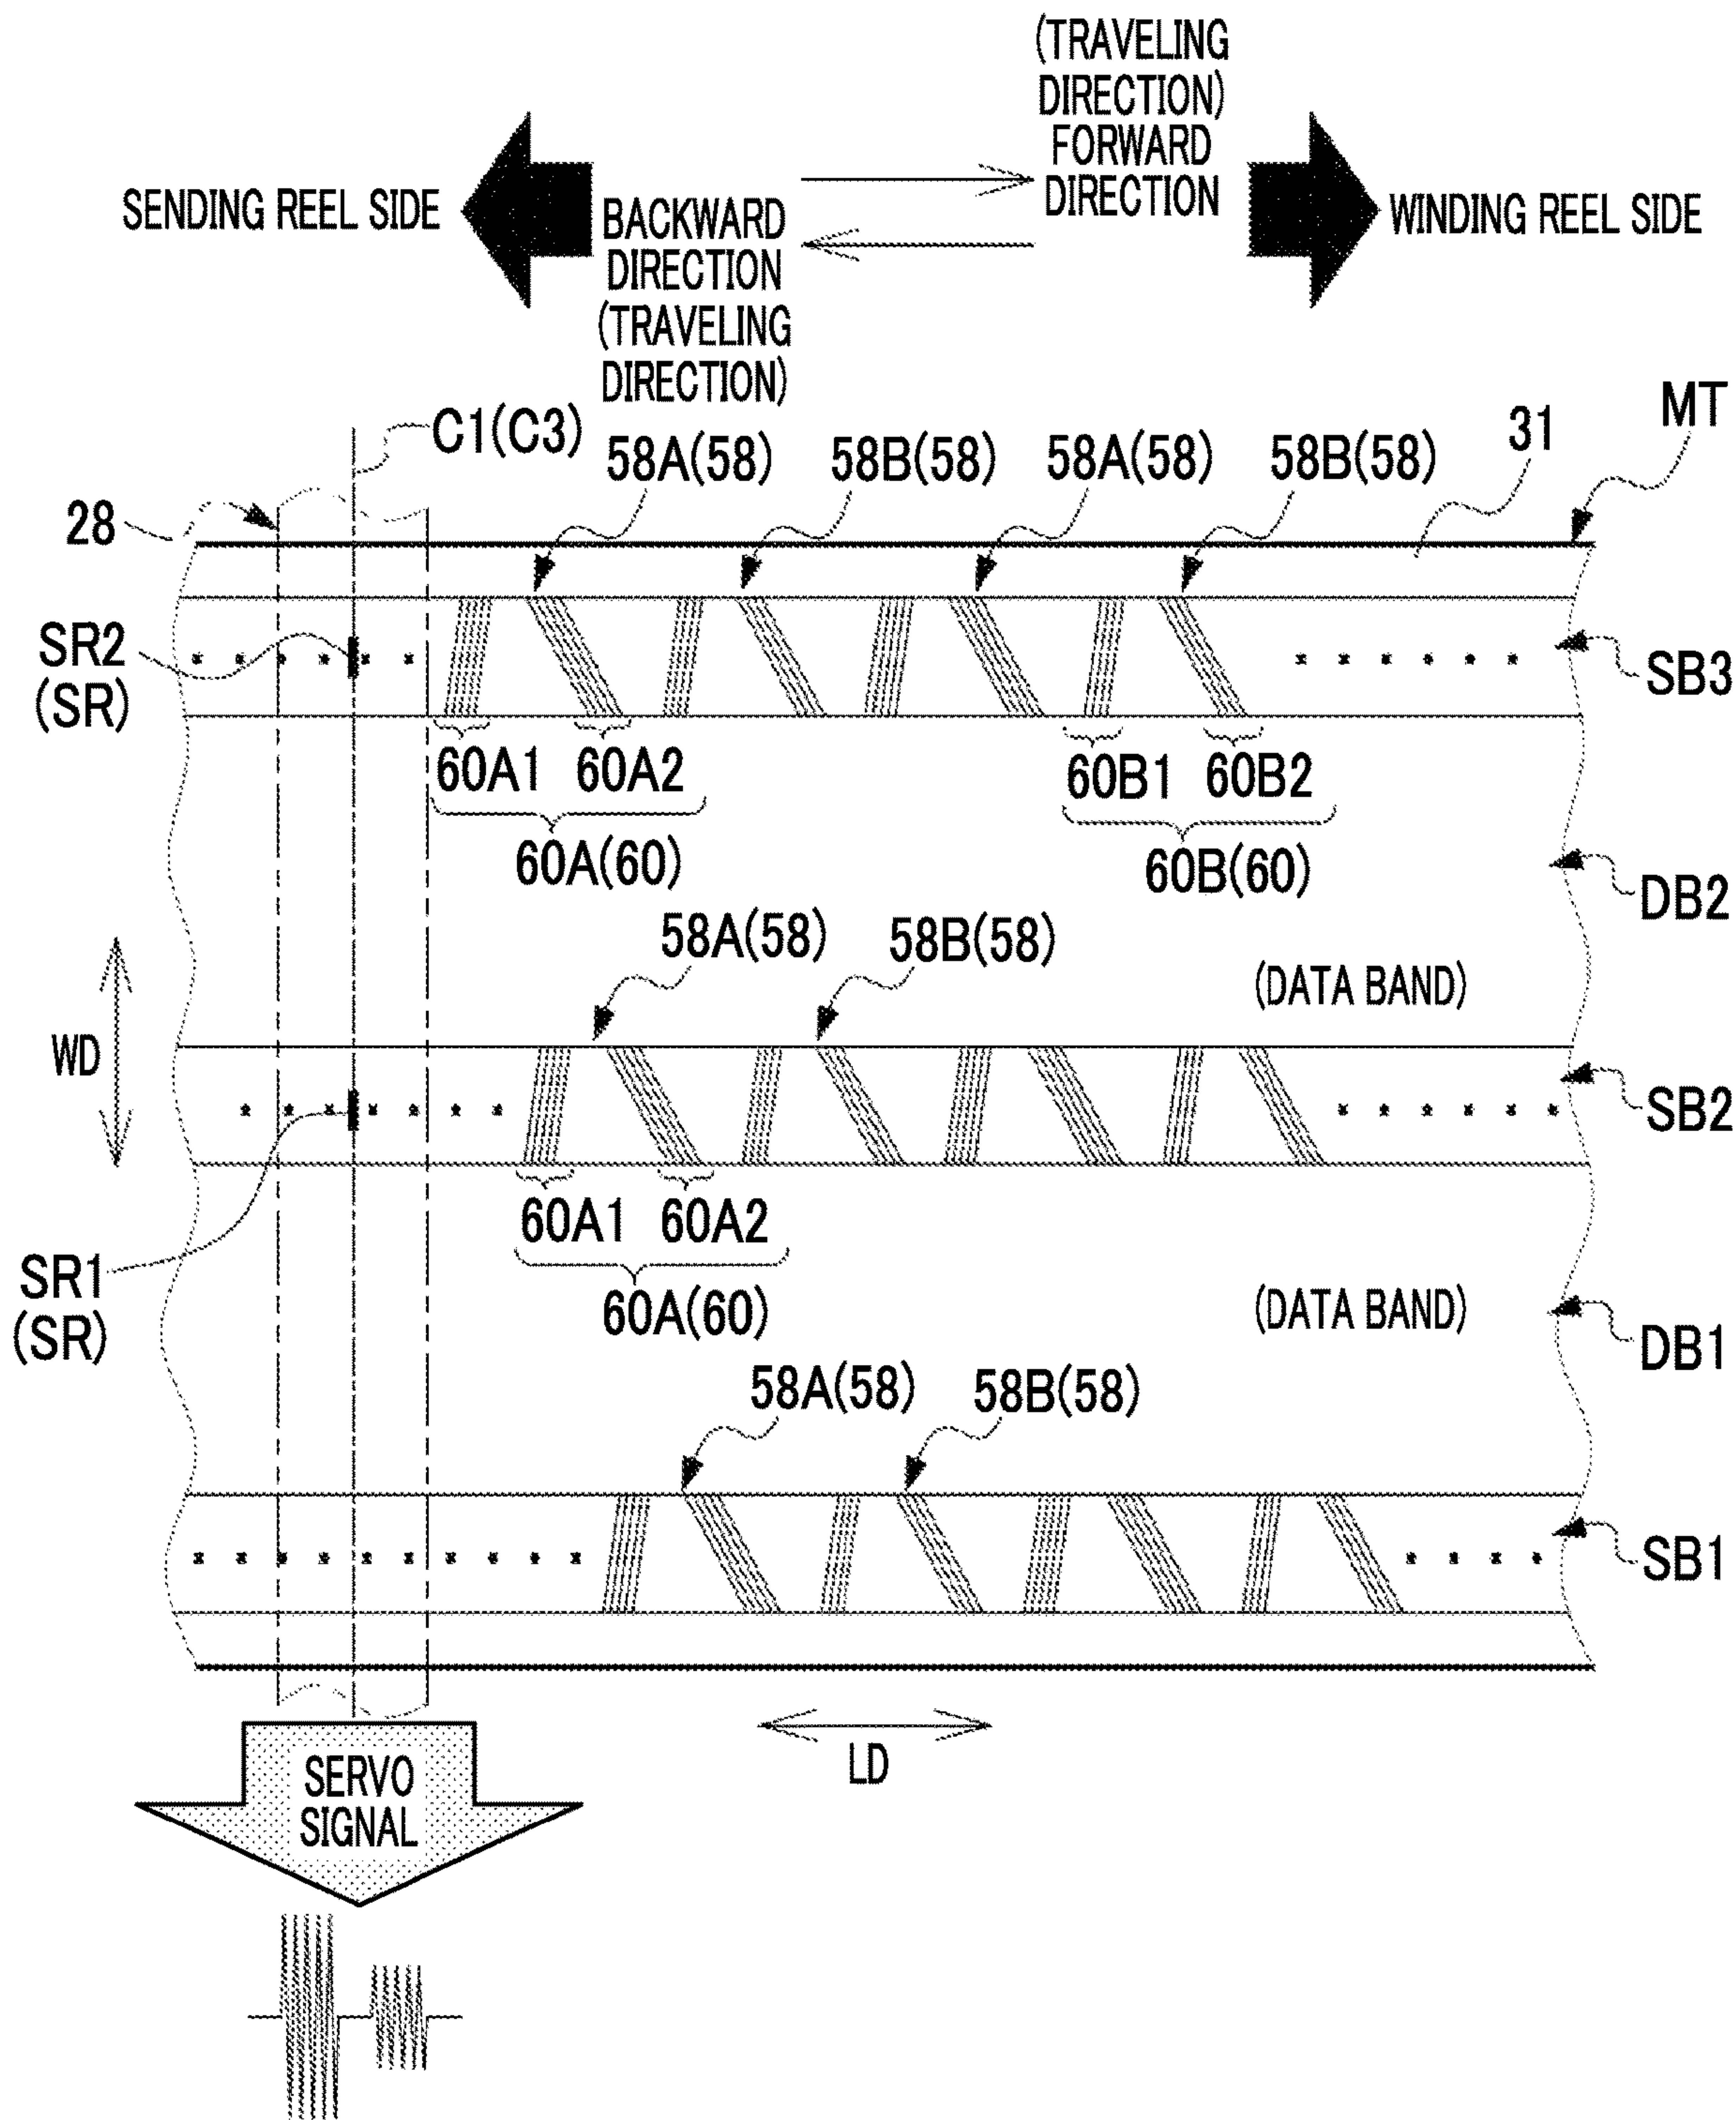 (TRAVELING
DIRECTION)
FORWARD
DIRECTION
SENDING REEL SIDE
BACKWARD
DIRECTION
(TRAVELING
DIRECTION)
WINDING REEL SIDE
MT
C1(C3)
58A(58)
58B(58)
58A(58)
58B(58)
31
28
SR2
(SR)
SB3
60A1
60A2
60B1
60B2
60A(60)
60B(60)
DB2
58A(58)
58B(58)
(DATA BAND)
WD
SB2
60A1
60A2
SR1
(SR)
60A(60)
(DATA BAND)
DB1
58A(58)
58B(58)
SB1
LD
SERVO
SIGNAL